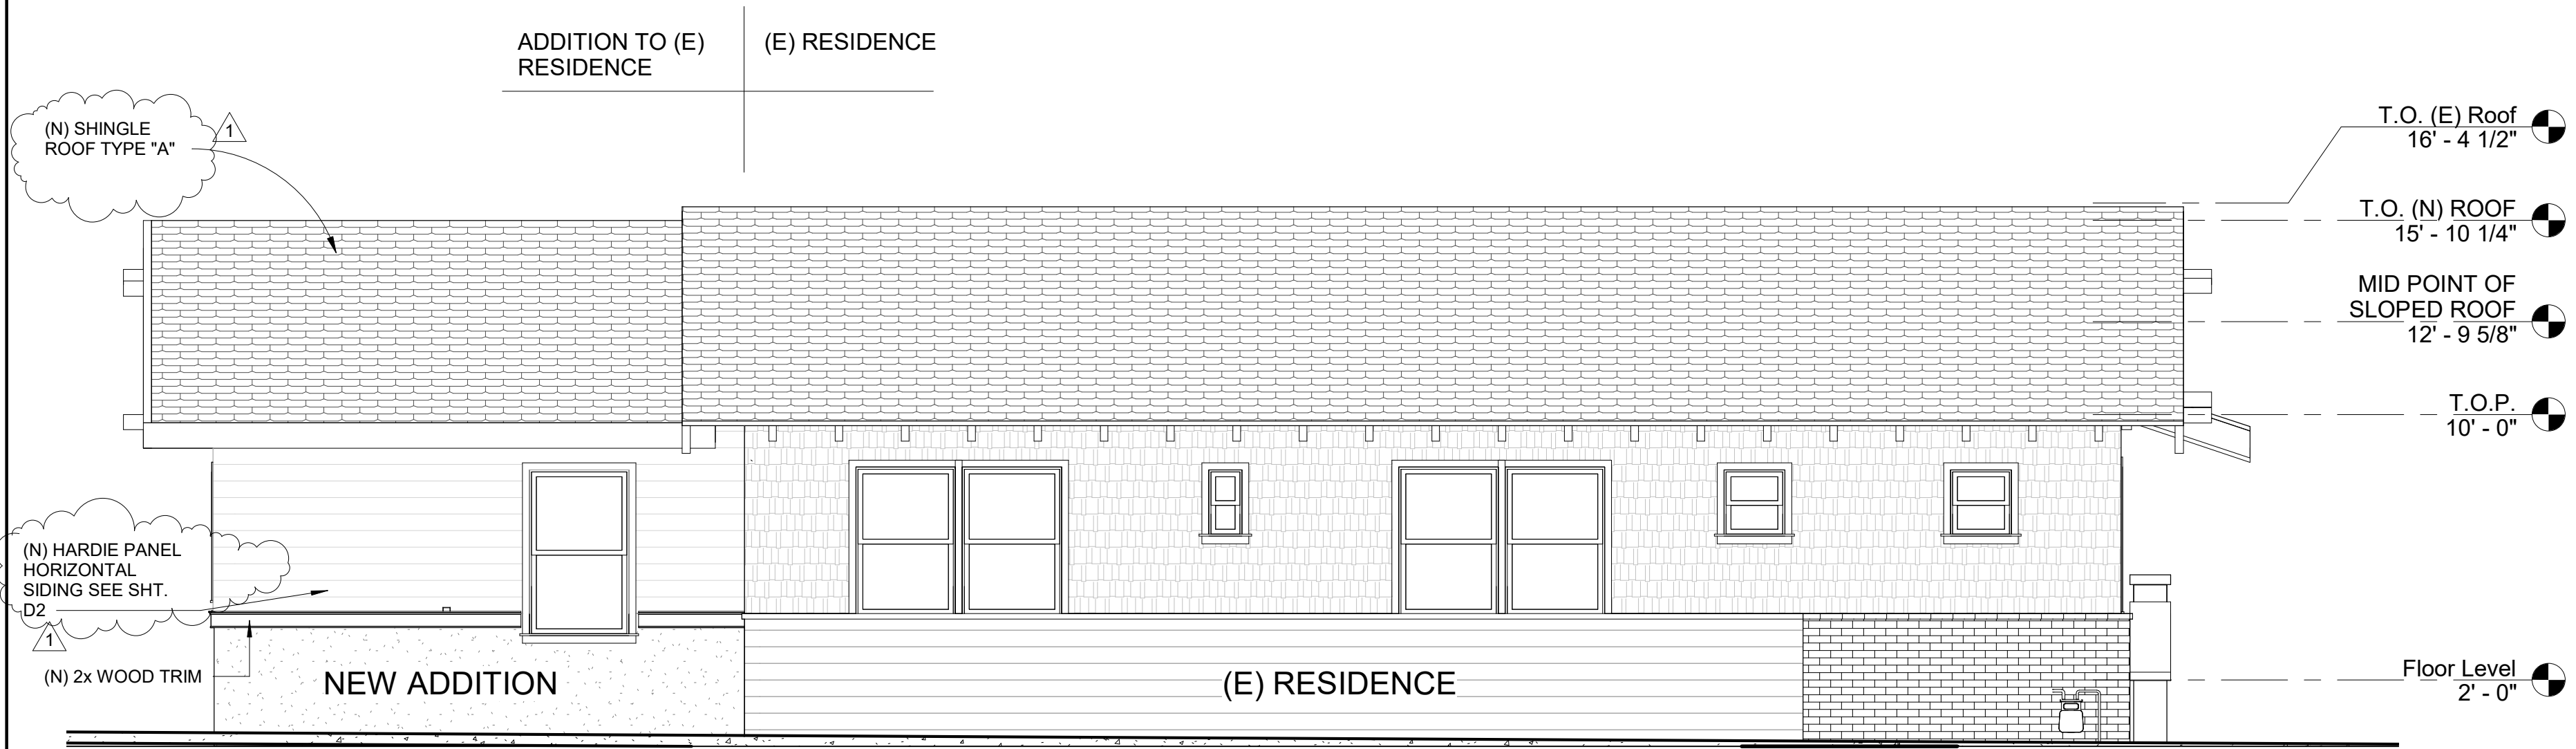 ADDITION TO (E)
RESIDENCE
(E) RESIDENCE
(N) SHINGLE
ROOF TYPE "A"
1
T.O. (E) Roof
16' - 4 1/2"
T.O. (N) ROOF
15' - 10 1/4"
MID POINT OF
SLOPED ROOF
12' - 9 5/8"
T.O.P.
10' - 0"
(N) HARDIE PANEL
HORIZONTAL
SIDING SEE SHT.
D2
1
(N) 2x WOOD TRIM
NEW ADDITION
(E) RESIDENCE
Floor Level
2' - 0"